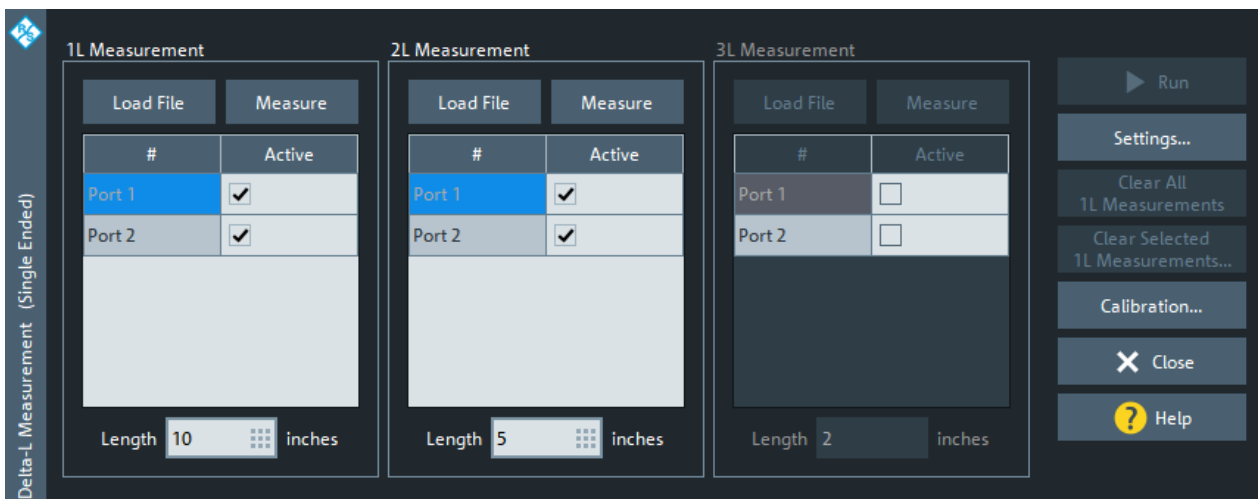 R&S
Delta-L Measurement (Single Ended)
1L Measurement
Load File Measure
# Active
Port 1
Port 2
Length 10 inches
2L Measurement
Load File Measure
# Active
Port 1
Port 2
Length 5 inches
3L Measurement
Load File Measure
# Active
Port 1
Port 2
Length 2 inches
Run
Settings...
Clear All
1L Measurements
Clear Selected
1L Measurements...
Calibration...
Close
? Help